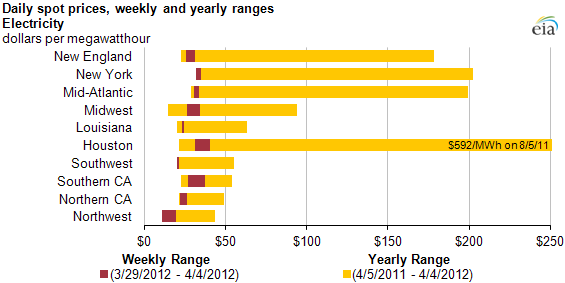 Daily spot prices, weekly and yearly ranges
Electricity
dollars per megawatthour
eia
New England
New York
Mid-Atlantic
Midwest
Louisiana
Houston
$592/MWh on 8/5/11
Southwest
Southern CA
Northern CA
Northwest
$0 $50 $100 $150 $200 $250
Weekly Range Yearly Range
(3/29/2012 - 4/4/2012) (4/5/2011 - 4/4/2012)